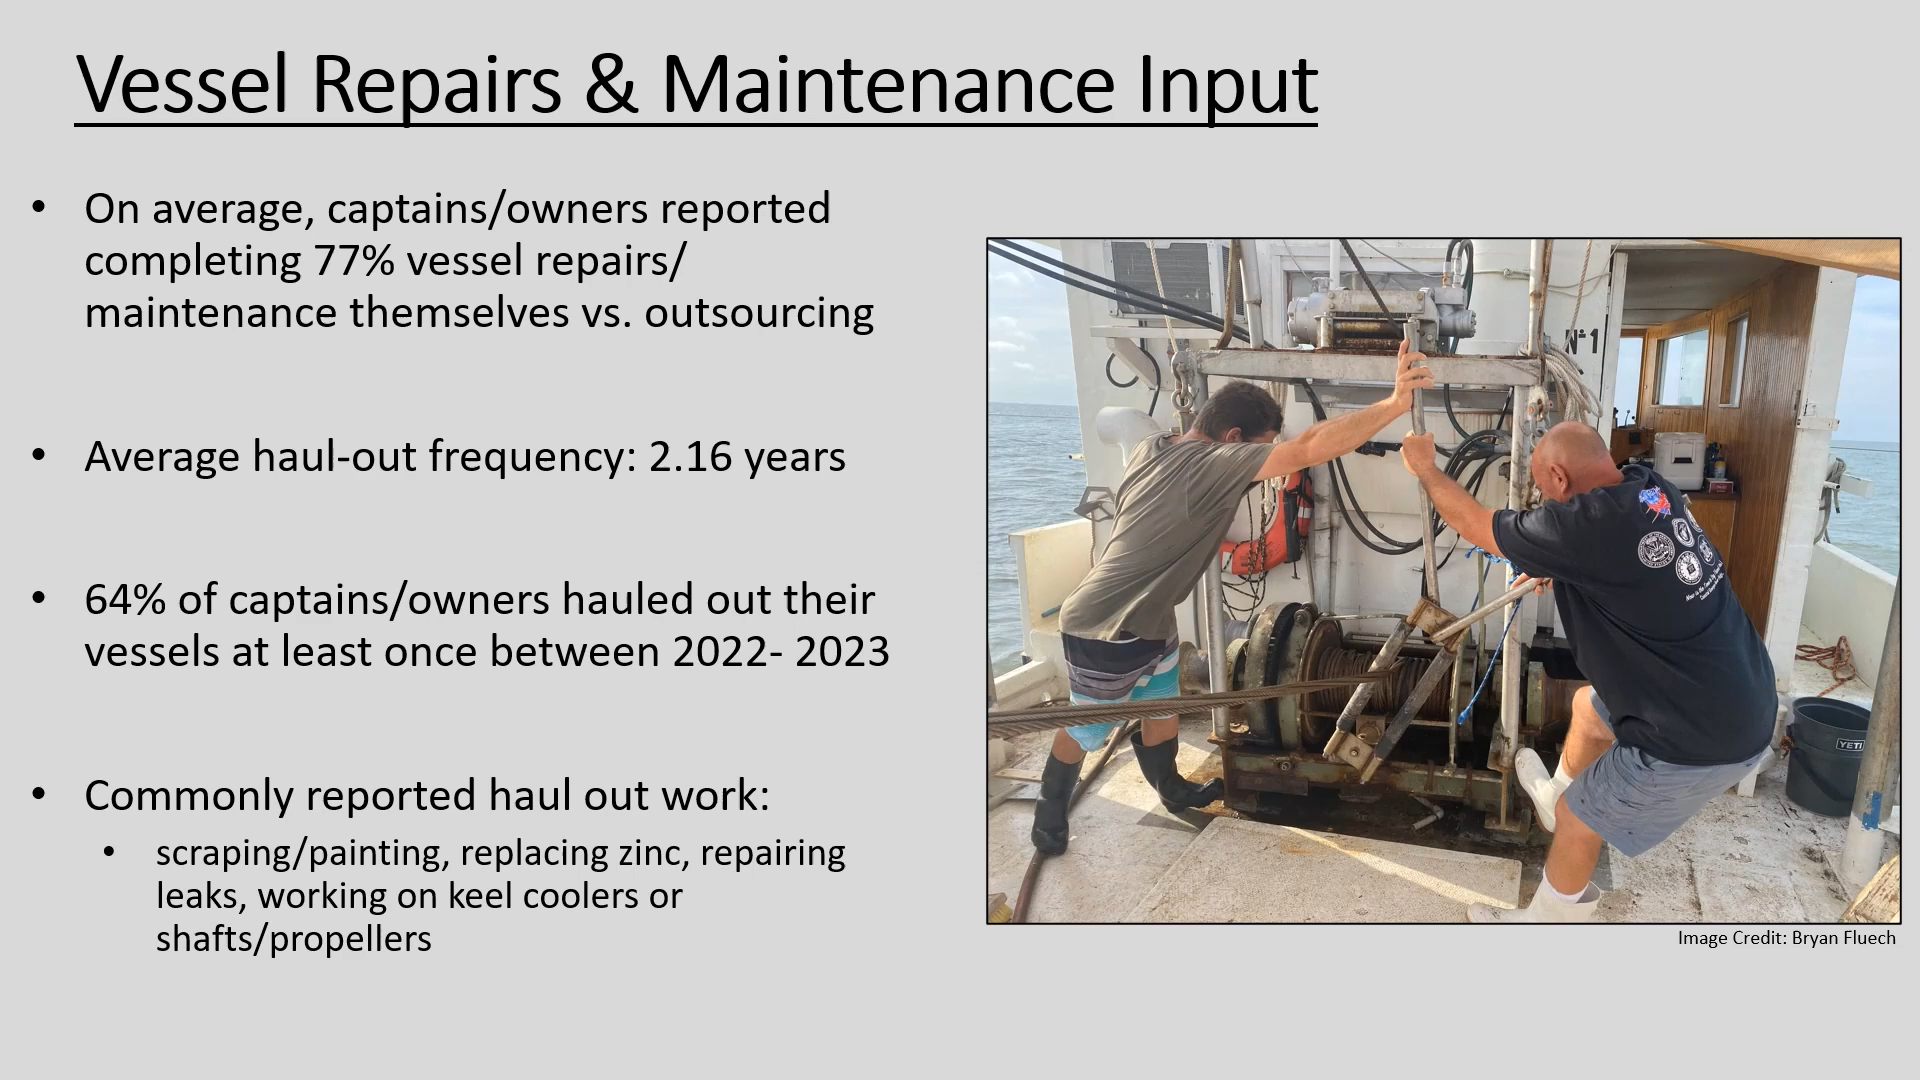 Vessel Repairs & Maintenance Input
• On average, captains/owners reported
completing 77% vessel repairs/
maintenance themselves vs. outsourcing
• Average haul-out frequency: 2.16 years
• 64% of captains/owners hauled out their
vessels at least once between 2022- 2023
• Commonly reported haul out work:
• scraping/painting, replacing zinc, repairing
leaks, working on keel coolers or
shafts/propellers
Nº1
YETI
Image Credit: Bryan Fluech